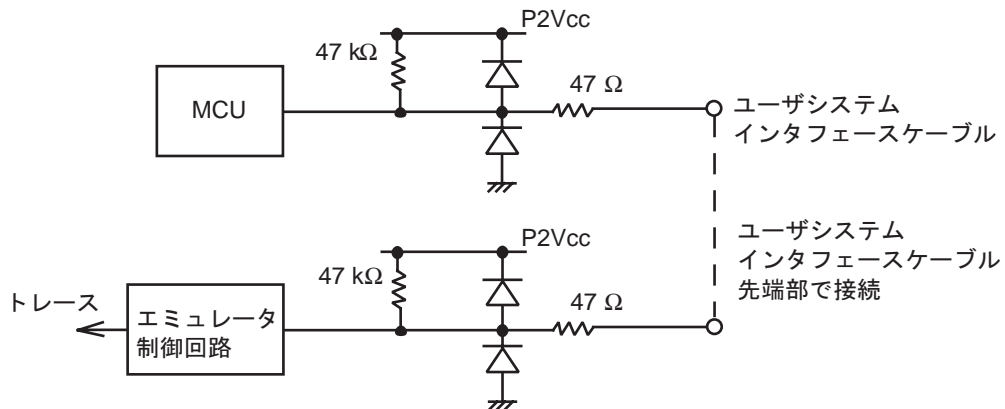 P2Vcc
47 kΩ
47 Ω
MCU
ユーザシステム
インタフェースケーブル
P2Vcc
47 kΩ
47 Ω
ユーザシステム
インタフェースケーブル
先端部で接続
トレース
エミュレータ
制御回路